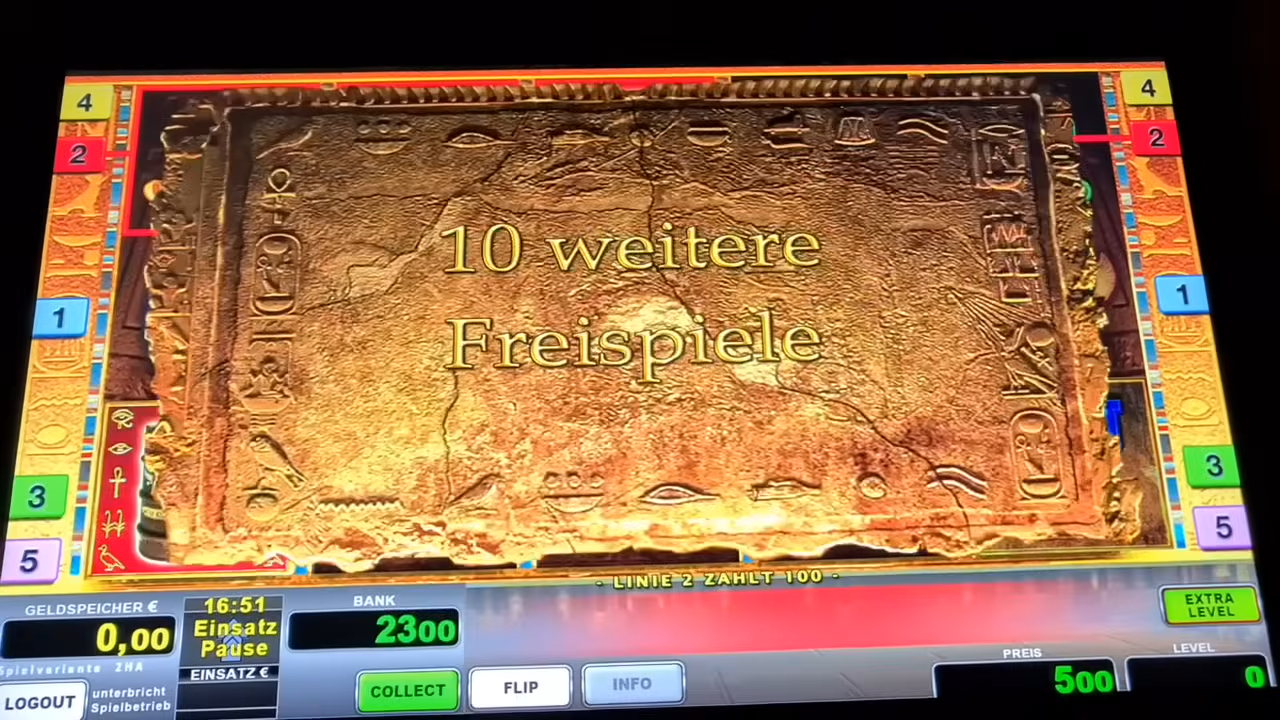 4
4
2
2
10 weitere
Freispiele
1
1
3
3
5
5
- LINIE 2 ZAHLT 100 -
GELDSPEICHER €
0,00
16:51
Einsatz
Pause
BANK
2300
EXTRA
LEVEL
Spielvariante 2HA
EINSATZ €
LOGOUT
unterbricht
Spielbetrieb
COLLECT
FLIP
INFO
PREIS
500
LEVEL
0